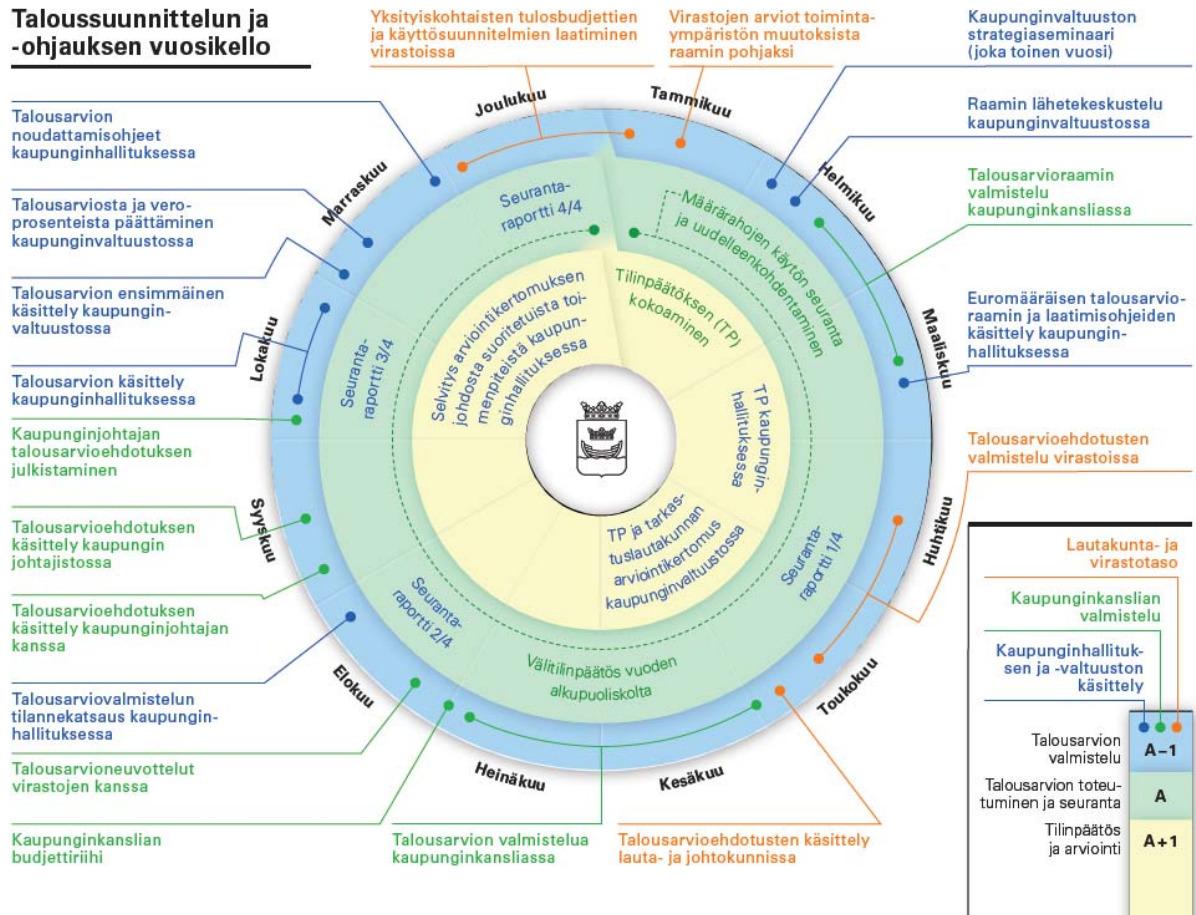 Taloussuunnittelun ja
-ohjauksen vuosikello
Yksityiskohtaisten tulosbudjettien
ja käyttösuunnitelmien laatiminen
virastoissa
Virastojen arviot toiminta-
ympäristön muutoksista
raamin pohjaksi
Kaupunginvaltuuston
strategiaseminaari
(joka toinen vuosi)
Raamin lähetekeskustelu
kaupunginvaltuustossa
Talousarvioraamin
valmistelu
kaupunginkansliassa
Euromääräisen talousarvio-
raamin ja laatimisohjeiden
käsittely kaupungin-
hallituksessa
Talousarvioehdotusten
valmistelu virastoissa
Talousarvion
noudattamisohjeet
kaupunginhallituksessa
Talousarviosta ja vero-
prosenteista päättäminen
kaupunginvaltuustossa
Talousarvion ensimmäinen
käsittely kaupungin-
valtuustossa
Talousarvion käsittely
kaupunginhallituksessa
Kaupunginjohtajan
talousarvioehdotuksen
julkistaminen
Talousarvioehdotuksen
käsittely kaupungin
johtajistossa
Talousarvioehdotuksen
käsittely kaupunginjohtajan
kanssa
Talousarviovalmistelun
tilannekatsaus kaupungin-
hallituksessa
Talousarvioneuvottelut
virastojen kanssa
Kaupunginkanslian
budjettiriihi
Talousarvion valmistelua
kaupunginkansliassa
Talousarvioehdotusten käsittely
lauta- ja johtokunnissa
Tammikuu
Helmikuu
Maaliskuu
Huhtikuu
Toukokuu
Kesäkuu
Heinäkuu
Elokuu
Syyskuu
Lokakuu
Marraskuu
Joulukuu
Määrärahojen käytön seuranta
ja uudelleenkohdentaminen
Seuranta-
raportti 1/4
Välitilinpäätös vuoden
alkupuoliskolta
Seuranta-
raportti 2/4
Seuranta-
raportti 3/4
Seuranta-
raportti 4/4
Tilinpäätöksen (TP)
kokoaminen
TP kaupungin-
hallituksessa
TP ja tarkas-
tuslautakunnan
arviointikertomus
kaupunginvaltuustossa
Selvitys arviointikertomuksen
johdosta suoritetuista toi-
menpiteistä kaupun-
ginhallituksessa
Lautakunta- ja
virastotaso
Kaupunginkanslian
valmistelu
Kaupunginhallituk-
sen ja -valtuuston
käsittely
Talousarvion
valmistelu
A–1
Talousarvion toteu-
tuminen ja seuranta
A
Tilinpäätös
ja arviointi
A+1